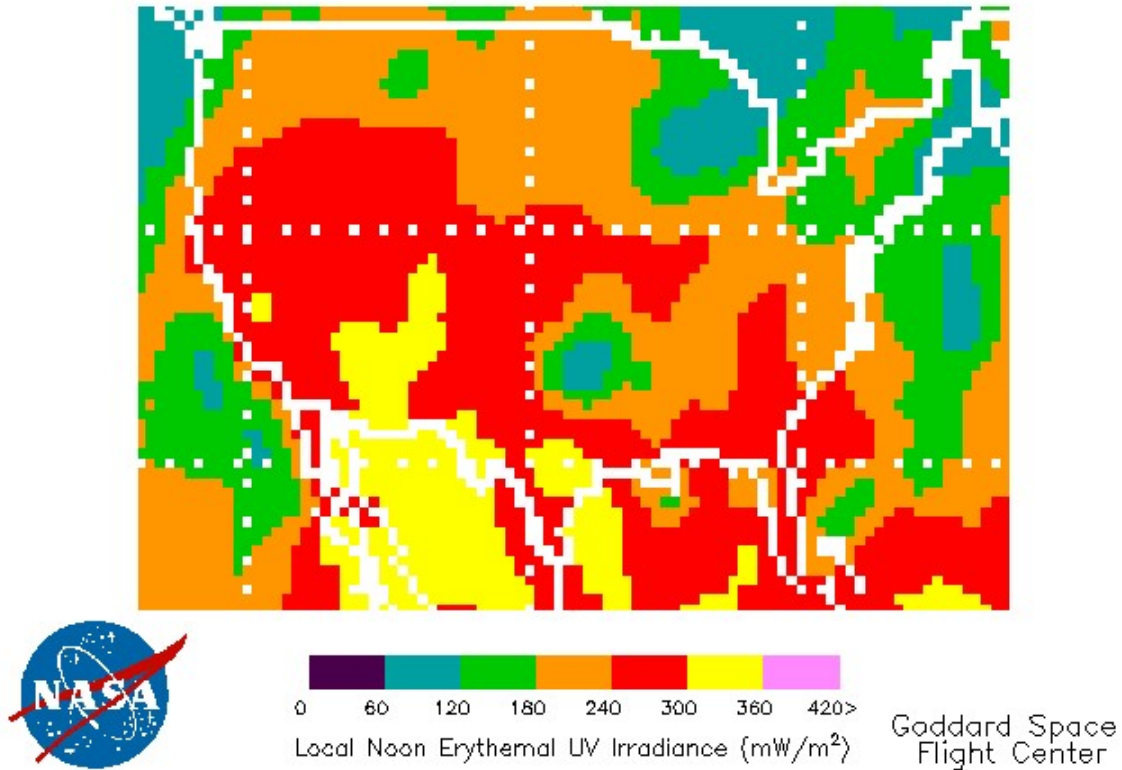 NASA
0 60 120 180 240 300 360 420>
Local Noon Erythemal UV Irradiance (mW/m²)
Goddard Space
Flight Center